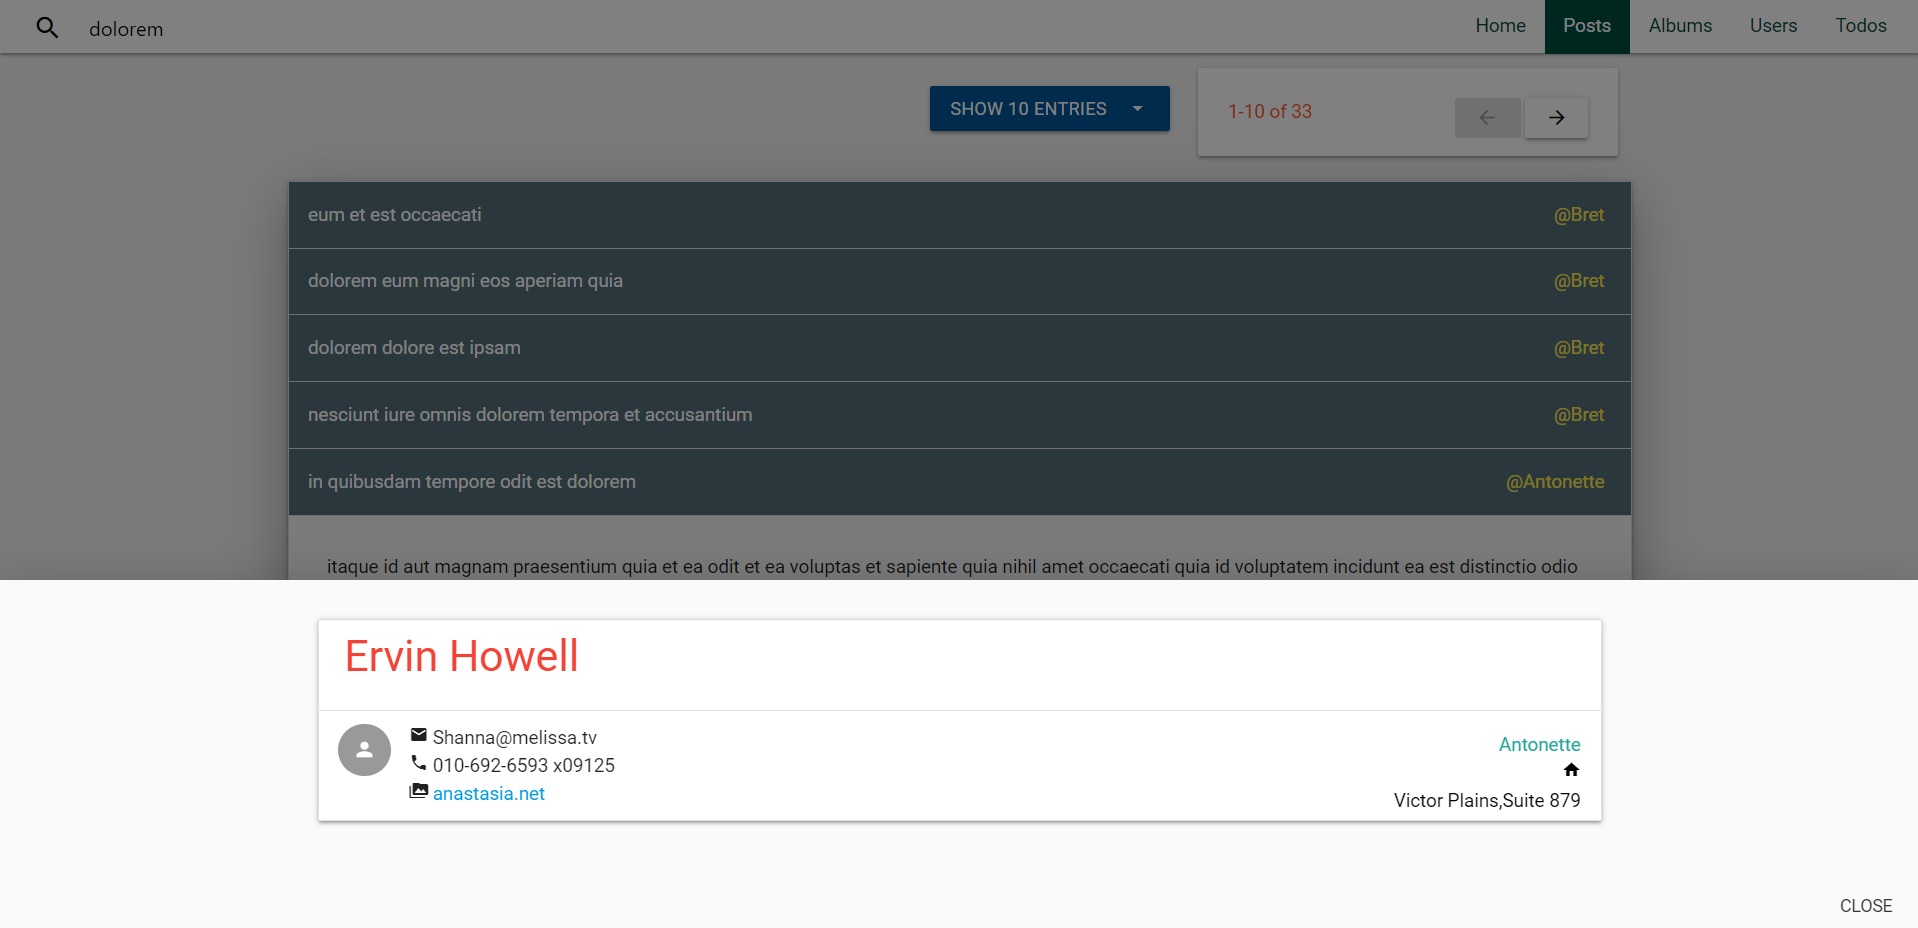 dolorem
Home Posts Albums Users Todos
SHOW 10 ENTRIES
1-10 of 33
eum et est occaecati @Bret
dolorem eum magni eos aperiam quia @Bret
dolorem dolore est ipsam @Bret
nesciunt iure omnis dolorem tempora et accusantium @Bret
in quibusdam tempore odit est dolorem @Antonette
itaque id aut magnam praesentium quia et ea odit et ea voluptas et sapiente quia nihil amet occaecati quia id voluptatem incidunt ea est distinctio odio
Ervin Howell
Shanna@melissa.tv
010-692-6593 x09125
anastasia.net
Antonette
Victor Plains,Suite 879
CLOSE